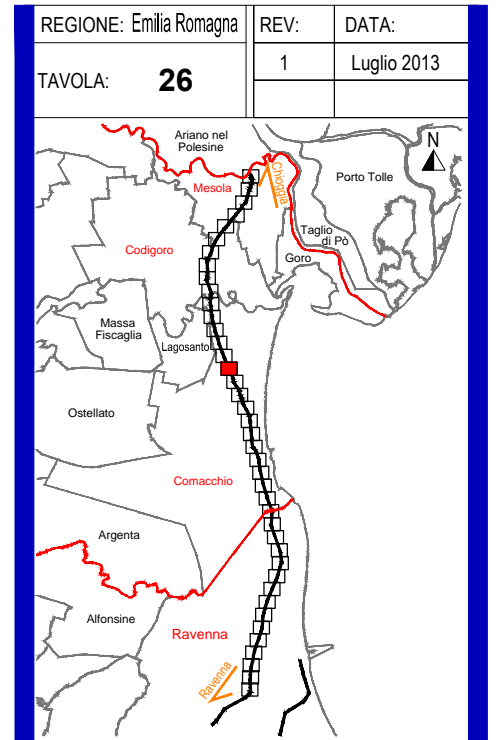 REGIONE: Emilia Romagna
REV:
DATA:
TAVOLA: 26
1
Luglio 2013
Ariano nel
Polesine
N
Mesola
Chioggia
Porto Tolle
Taglio
di Pò
Codigoro
Goro
Massa
Fiscaglia
Lagosanto
Ostellato
Comacchio
Argenta
Alfonsine
Ravenna
Ravenna